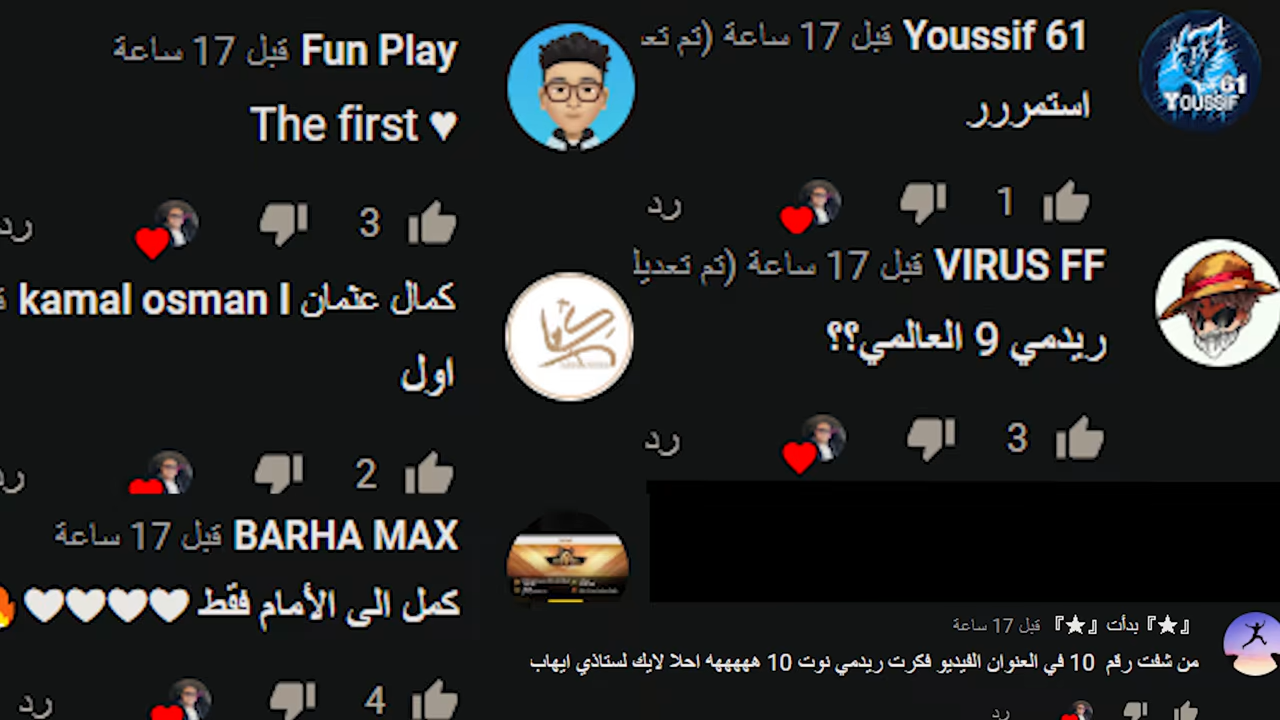 Fun Play قبل 17 ساعة
The first ♥
3
رد
كمال عثمان kamal osman I
اول
2
رد
BARHA MAX قبل 17 ساعة
كمل الى الأمام فقط 🤍🤍🤍🤍🔥
4
رد
Youssif 61 قبل 17 ساعة (تم تعد
61
YOUSSIF
استمررر
1
رد
VIRUS FF قبل 17 ساعة (تم تعديل
ريدمي 9 العالمي؟؟
3
رد
『★』 بدأت 『★』 قبل 17 ساعة
من شفت رقم 10 في العنوان الفيديو فكرت ريدمي نوت 10 هههههه احلا لايك لستاذي ايهاب
رد